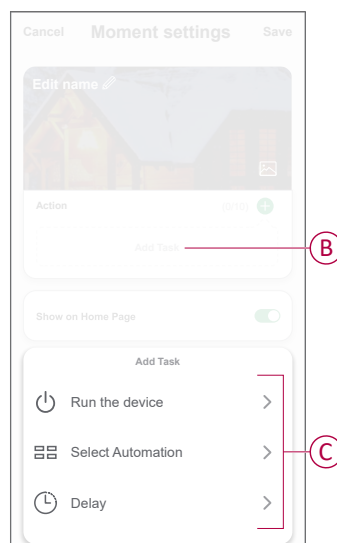 Cancel Moment settings Save
Edit name
Action (0/10)
Add Task
B
Show on Home Page
Add Task
Run the device
Select Automation
C
Delay